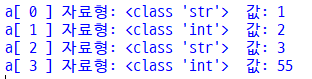 a[ 0 ] 자료형: <class 'str'>  값: 1
a[ 1 ] 자료형: <class 'int'>  값: 2
a[ 2 ] 자료형: <class 'str'>  값: 3
a[ 3 ] 자료형: <class 'int'>  값: 55